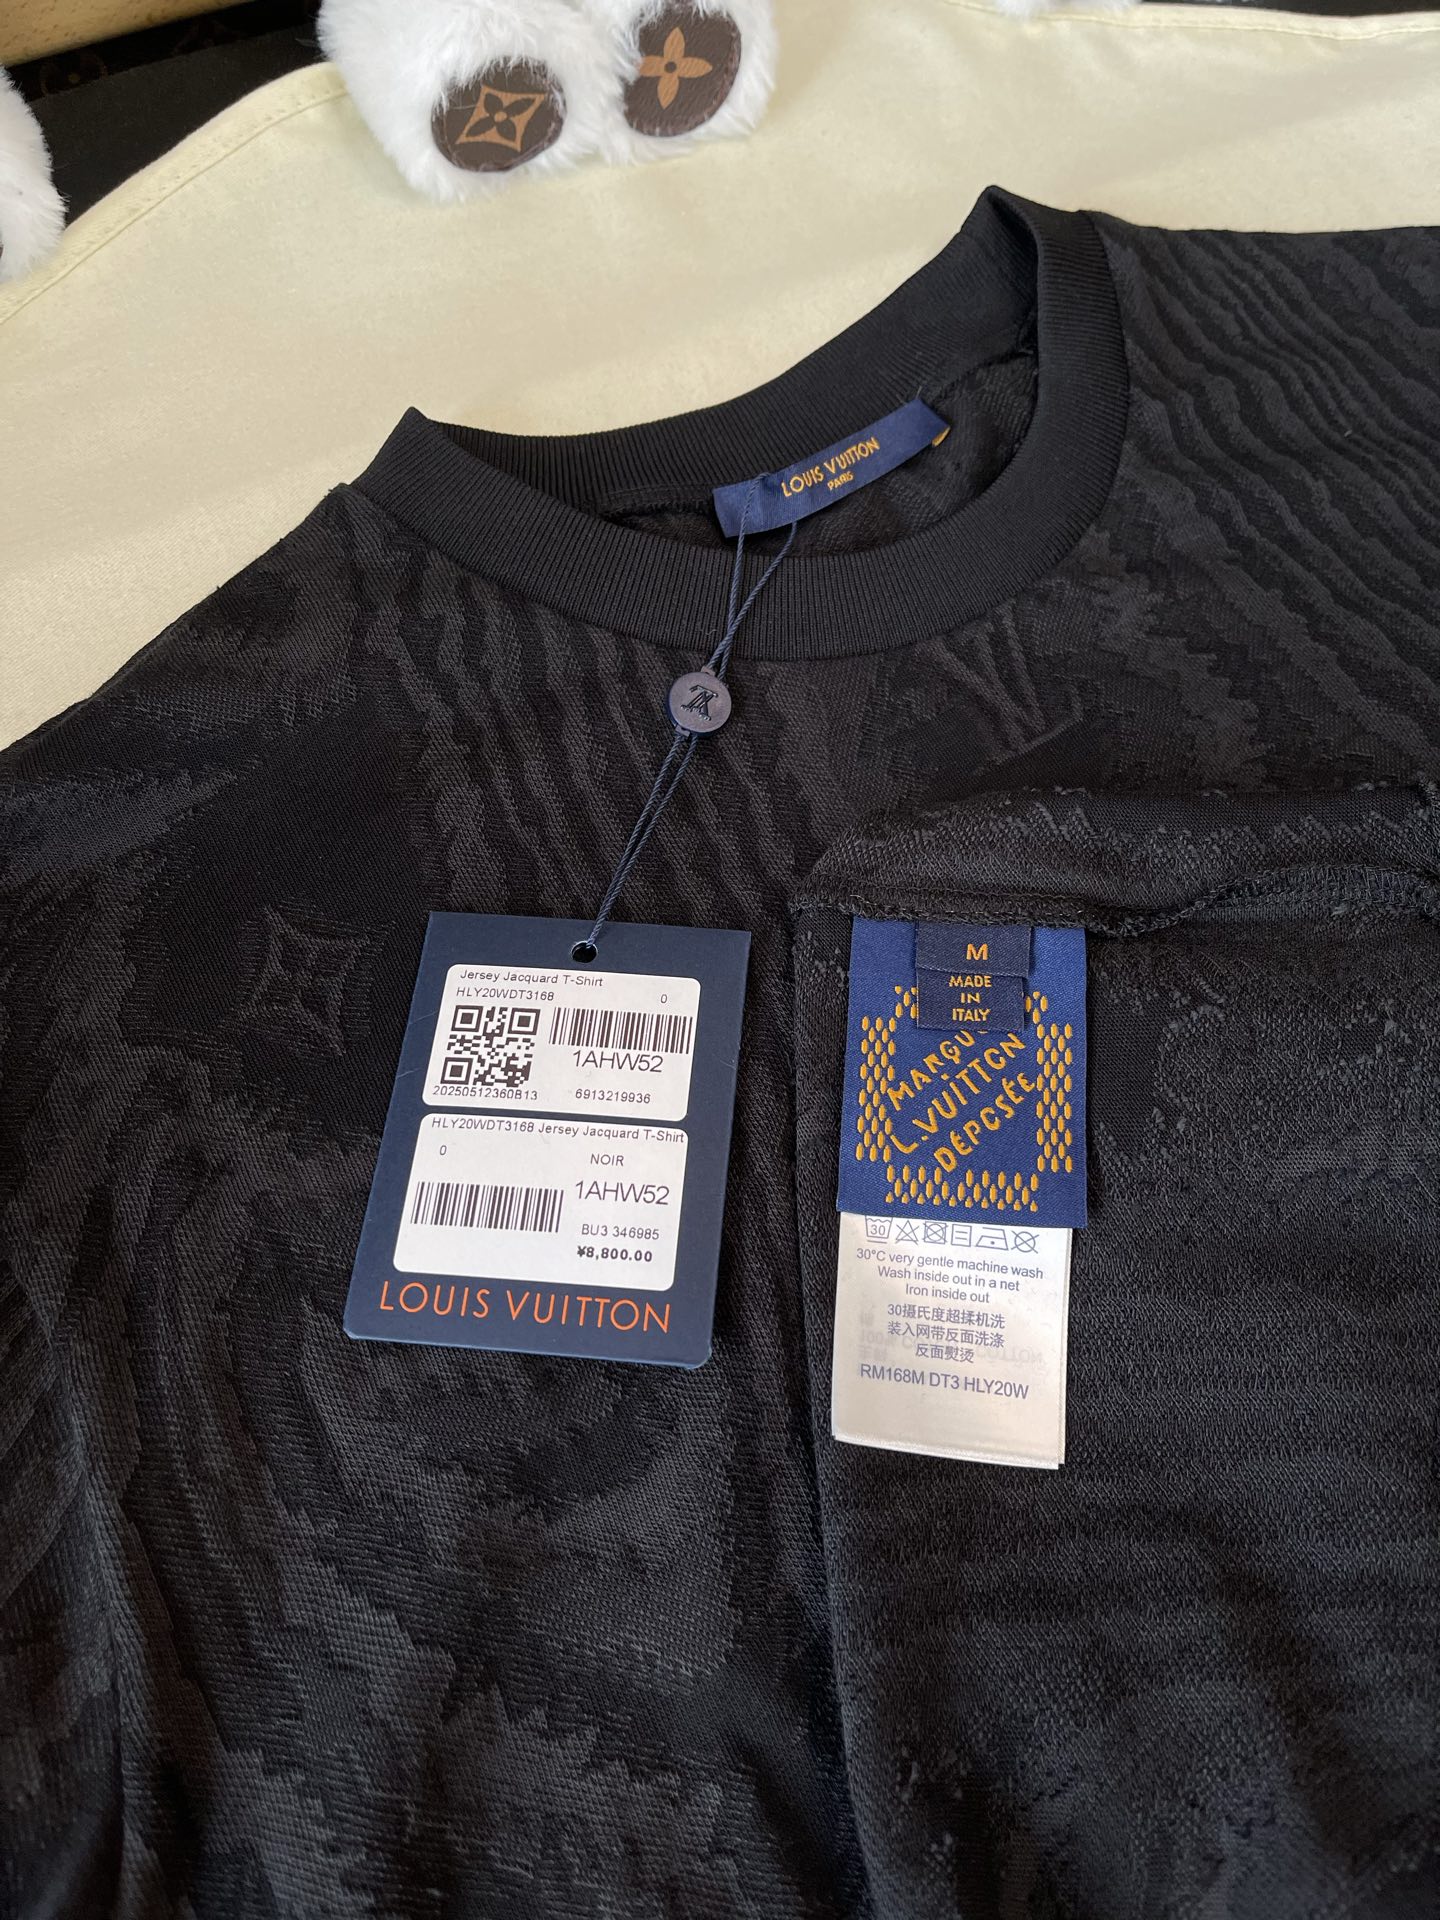 LOUIS VUITTON
PARIS
Jersey Jacquard T-Shirt
HLY20WDT3168
0
1AHW52
20250512360B13
6913219936
HLY20WDT3168 Jersey Jacquard T-Shirt
0
NOIR
1AHW52
BU3 346985
¥8,800.00
LOUIS VUITTON
M
MADE
IN
ITALY
L.VUITTON
DÉPOSÉE
30
30°C very gentle machine wash
Wash inside out in a net
Iron inside out
30摄氏度超揉机洗
装入网带反面洗涤
反面熨烫
RM168M DT3 HLY20W
LV